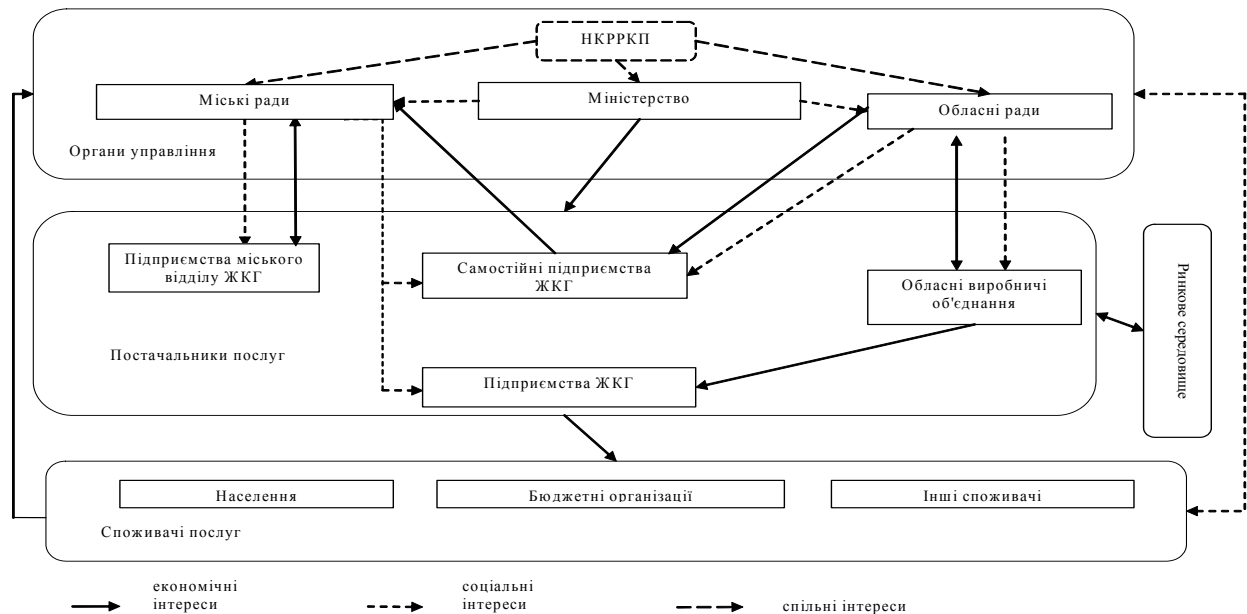 НКРРКП
Міські ради
Міністерство
Обласні ради
Органи управління
Підприємства міського
відділу ЖКГ
Самостійні підприємства
ЖКГ
Обласні виробничі
об'єднання
Ринкове середовище
Постачальники послуг
Підприємства ЖКГ
Населення
Бюджетні організації
Інші споживачі
Споживачі послуг
економічні
інтереси
соціальні
інтереси
спільні інтереси